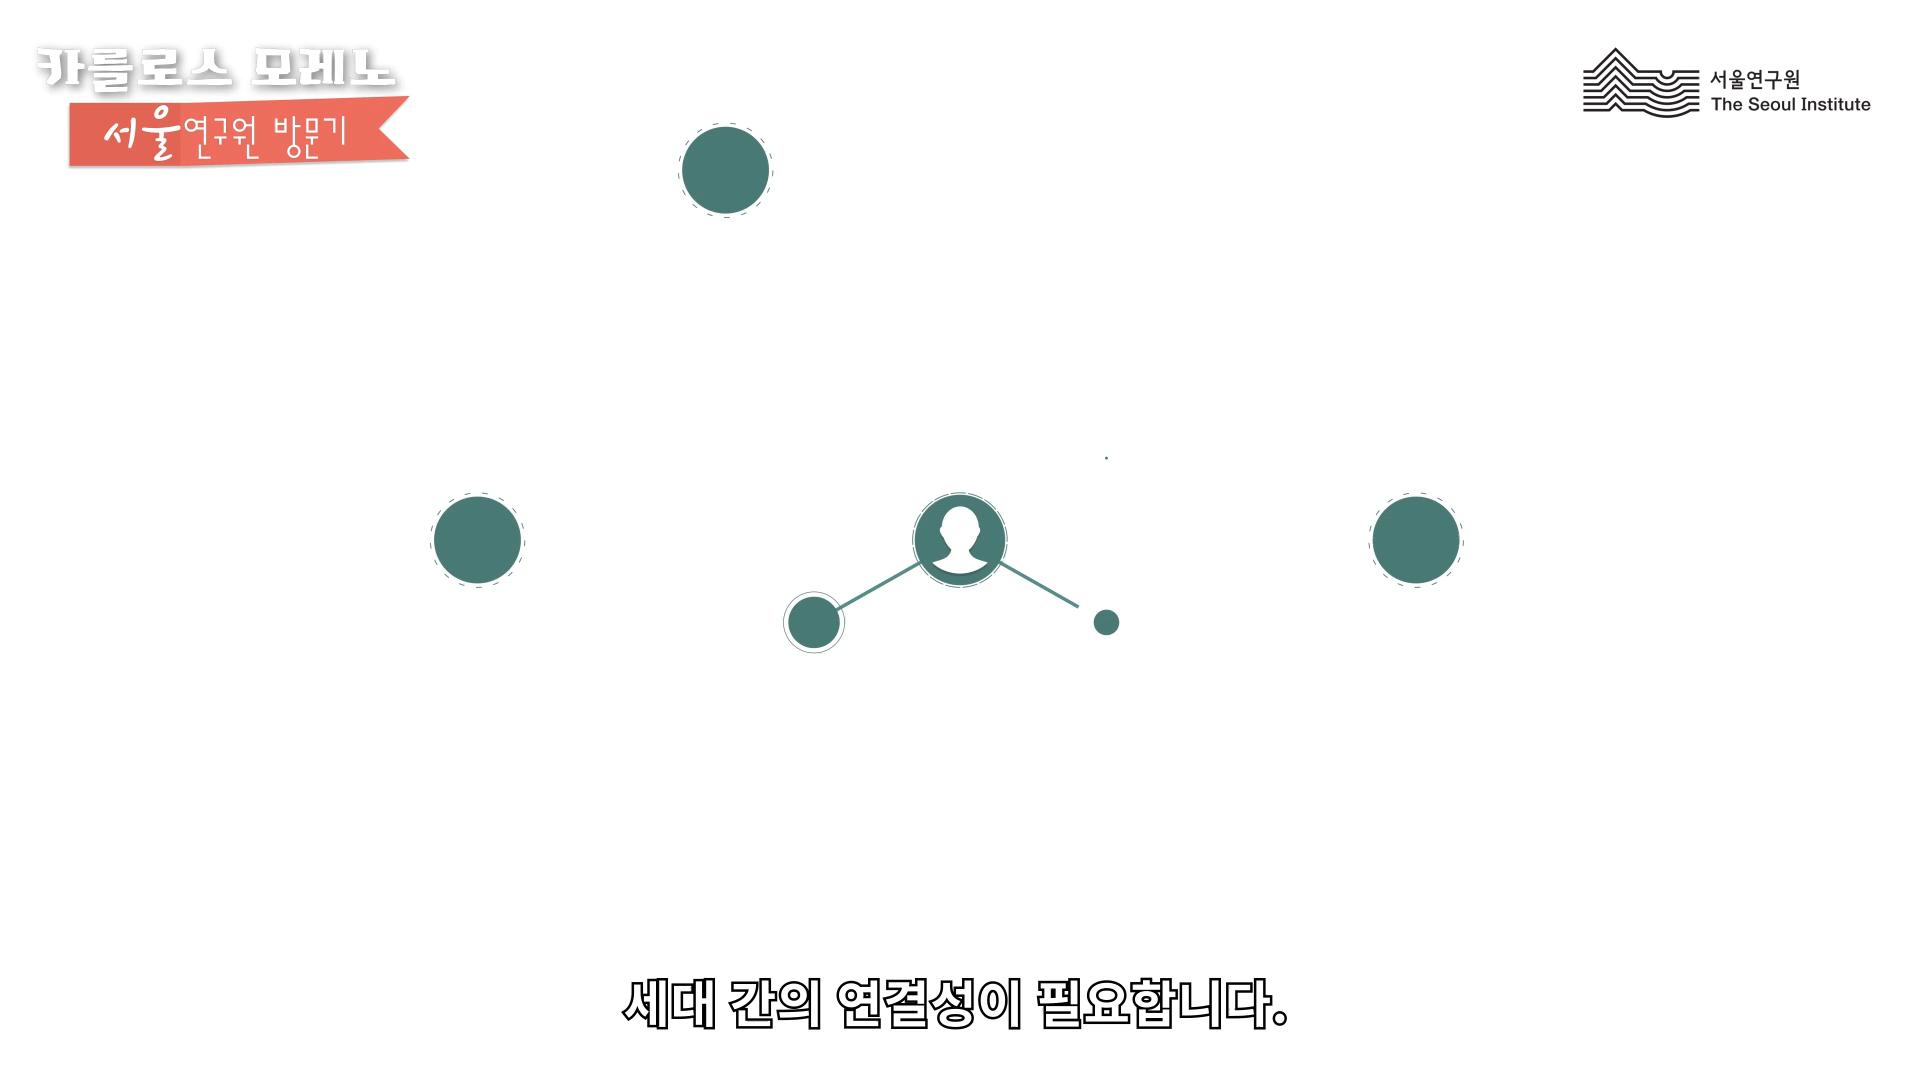 카를로스 모레노
서울연구원 방문기
서울연구원
The Seoul Institute
세대 간의 연결성이 필요합니다.